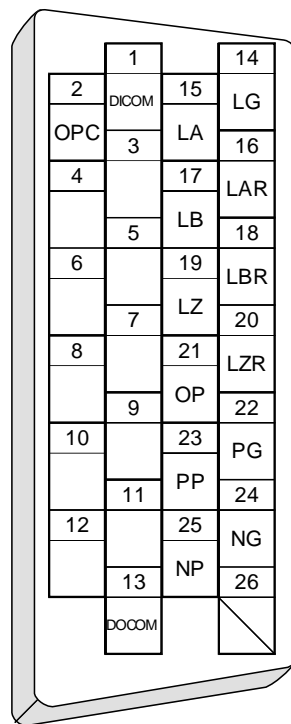 1 14
2 DICOM 15 LG
OPC 3 LA 16
4 17 LAR
5 LB 18
6 19 LBR
7 LZ 20
8 21 LZR
9 OP 22
10 23 PG
11 PP 24
12 25 NG
13 NP 26
DOCOM